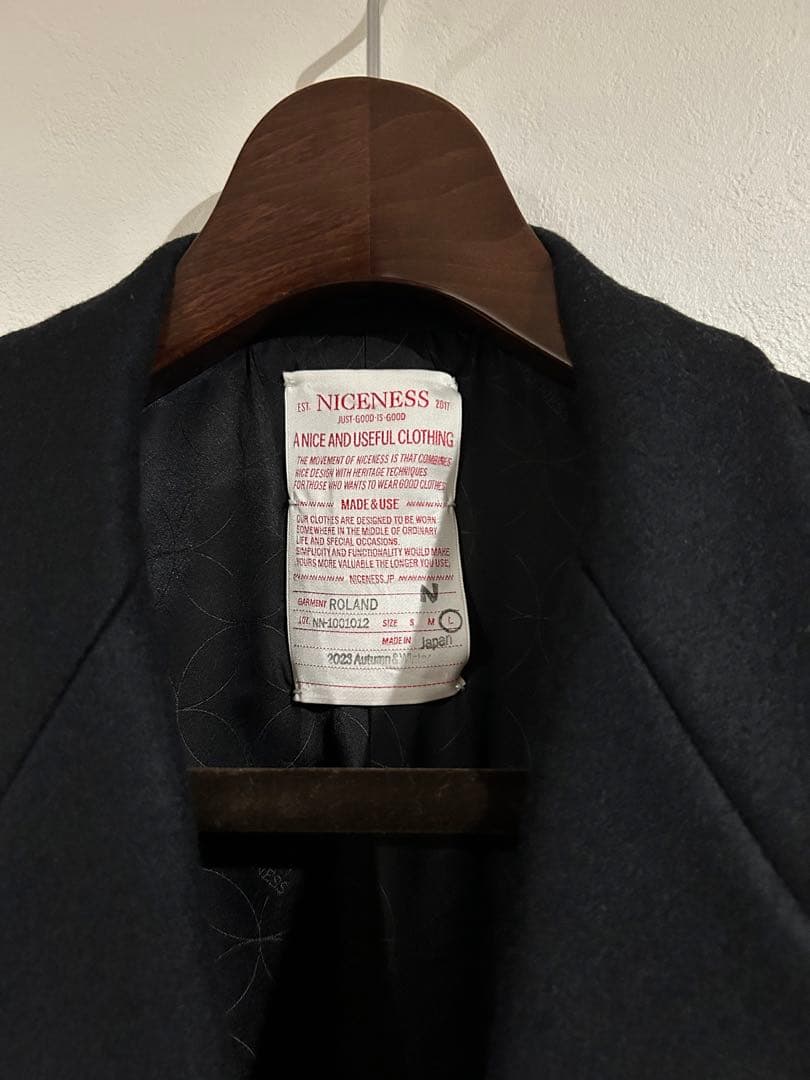 EST. NICENESS 2017
JUST·GOOD·IS·GOOD
A NICE AND USEFUL CLOTHING
THE MOVEMENT OF NICENESS IS THAT COMBINES
NICE DESIGN WITH HERITAGE TECHNIQUES
FOR THOSE WHO WANTS TO WEAR GOOD CLOTHES
MADE & USE
OUR CLOTHES ARE DESIGNED TO BE WORN
SOMEWHERE IN THE MIDDLE OF ORDINARY
LIFE AND SPECIAL OCCASIONS.
SIMPLICITY AND FUNCTIONALITY WOULD MAKE
YOURS MORE VALUABLE THE LONGER YOU USE,
NICENESS.JP
N
GARMENT ROLAND
LOT. NN-1001012 SIZE S M L
MADE IN Japan
2023 Autumn & Winter
NESS